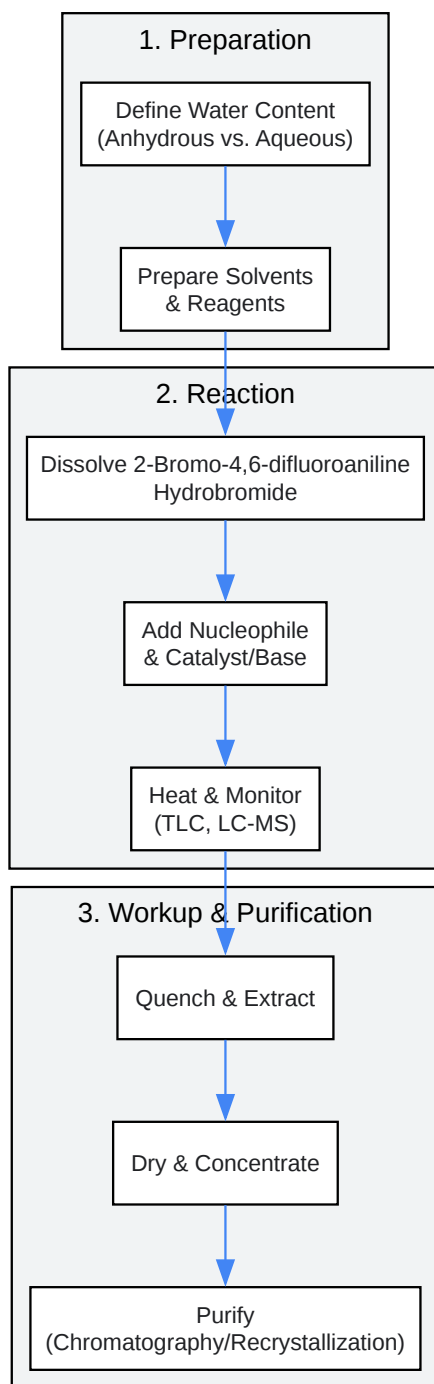 1. Preparation
Define Water Content
(Anhydrous vs. Aqueous)
Prepare Solvents
& Reagents
2. Reaction
Dissolve 2-Bromo-4,6-difluoroaniline
Hydrobromide
Add Nucleophile
& Catalyst/Base
Heat & Monitor
(TLC, LC-MS)
3. Workup & Purification
Quench & Extract
Dry & Concentrate
Purify
(Chromatography/Recrystallization)